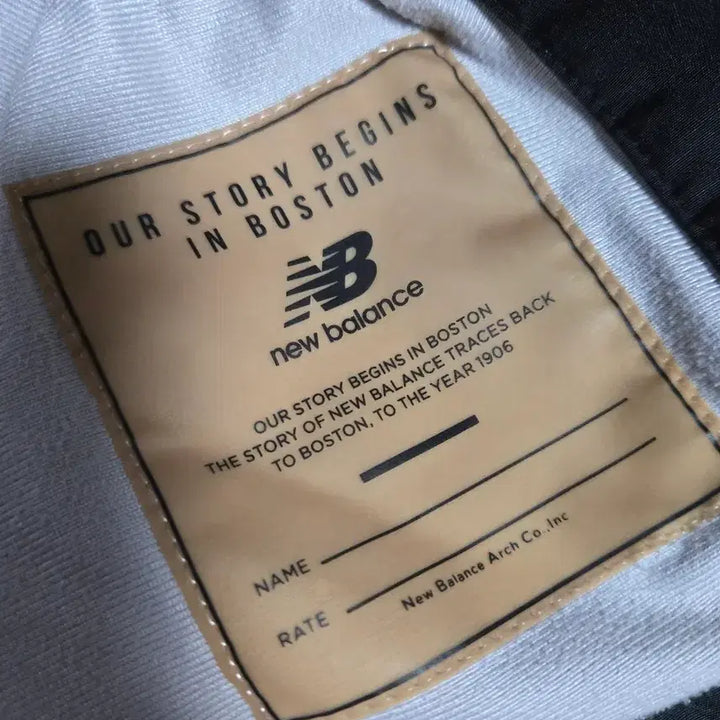 OUR STORY BEGINS
IN BOSTON
NB
new balance
OUR STORY BEGINS IN BOSTON
THE STORY OF NEW BALANCE TRACES BACK
TO BOSTON, TO THE YEAR 1906
NAME
RATE
New Balance Arch Co.,Inc